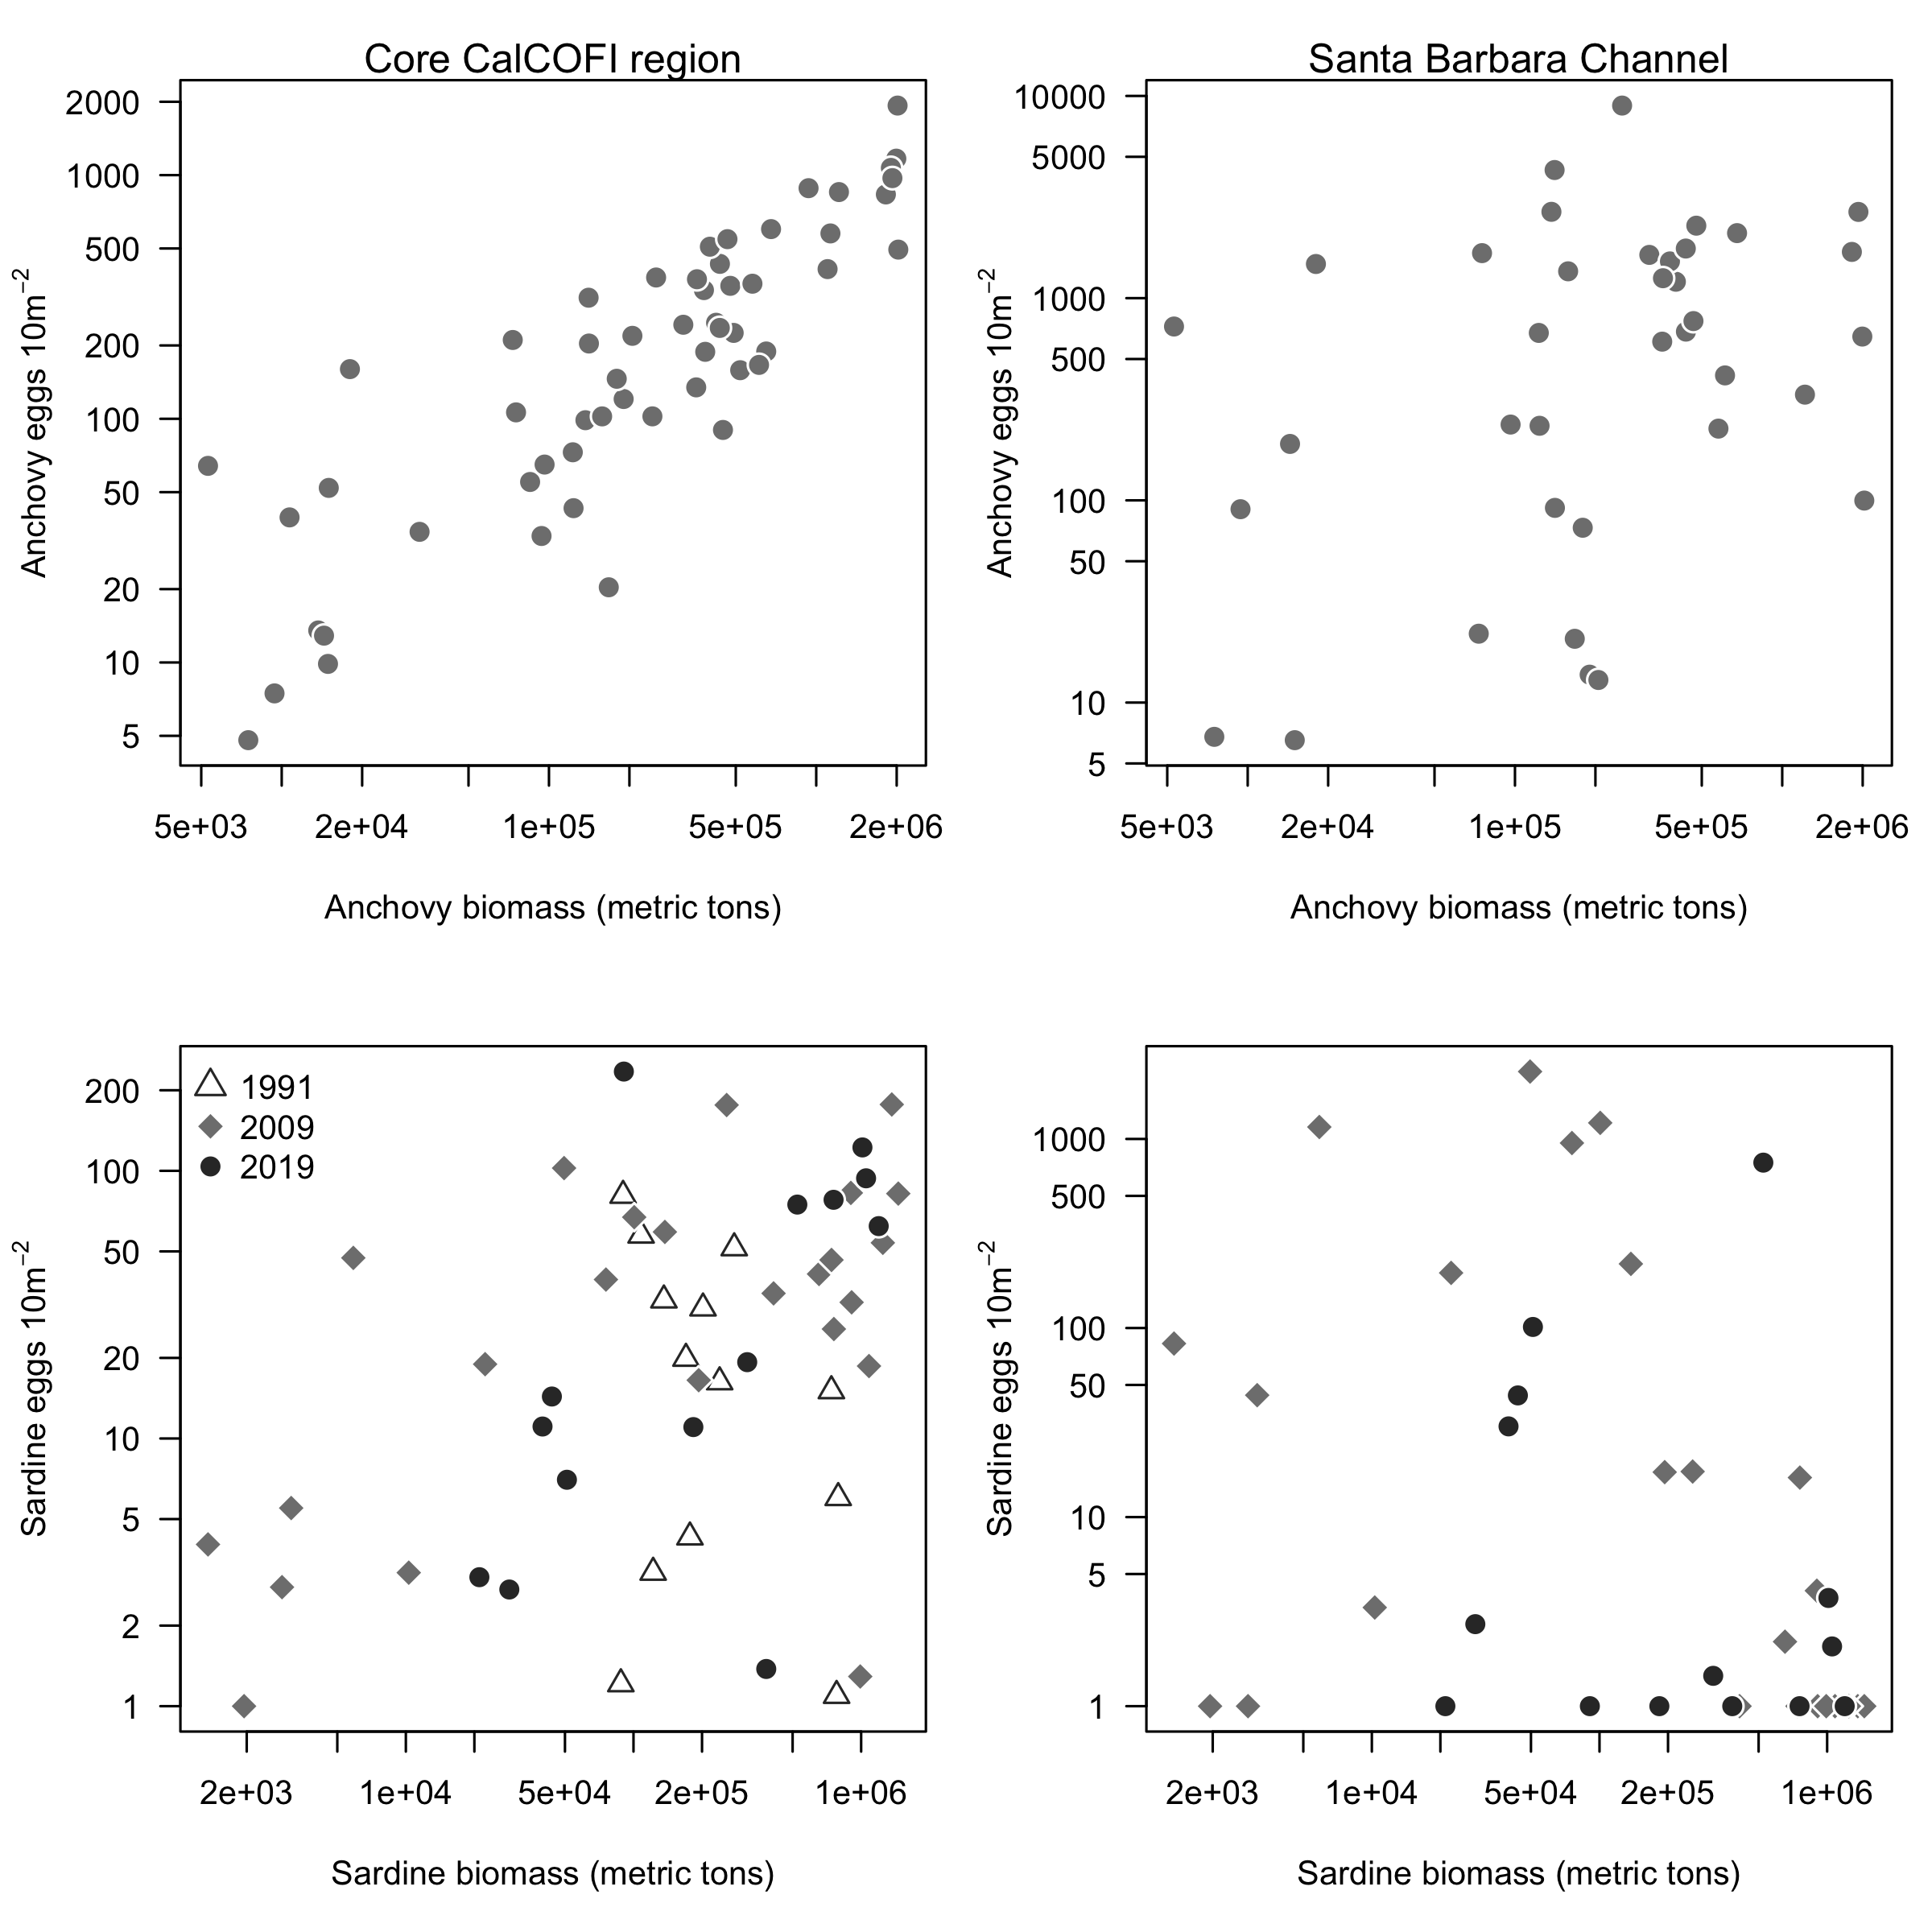 Core CalCOFI region
2000
1000
500
200
100
50
20
10
5
Anchovy eggs 10m⁻²
5e+03 2e+04 1e+05 5e+05 2e+06
Anchovy biomass (metric tons)
Santa Barbara Channel
10000
5000
1000
500
100
50
10
5
Anchovy eggs 10m⁻²
5e+03 2e+04 1e+05 5e+05 2e+06
Anchovy biomass (metric tons)
1991
2009
2019
200
100
50
20
10
5
2
1
Sardine eggs 10m⁻²
2e+03 1e+04 5e+04 2e+05 1e+06
Sardine biomass (metric tons)
1000
500
100
50
10
5
1
Sardine eggs 10m⁻²
2e+03 1e+04 5e+04 2e+05 1e+06
Sardine biomass (metric tons)